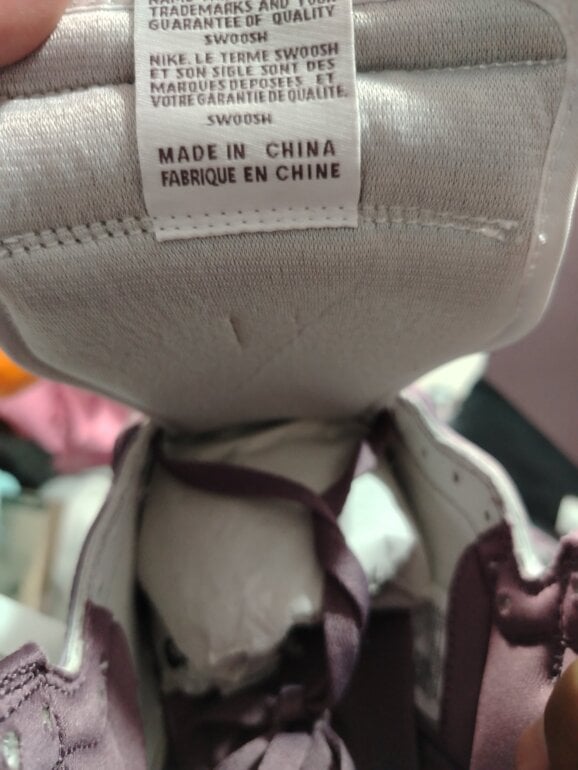 TRADEMARKS AND YOUR
GUARANTEE OF QUALITY
SWOOSH
NIKE. LE TERME SWOOSH
ET SON SIGLE SONT DES
MARQUES DEPOSEES ET
VOTRE GARANTIE DE QUALITE.
SWOOSH
MADE IN CHINA
FABRIQUE EN CHINE